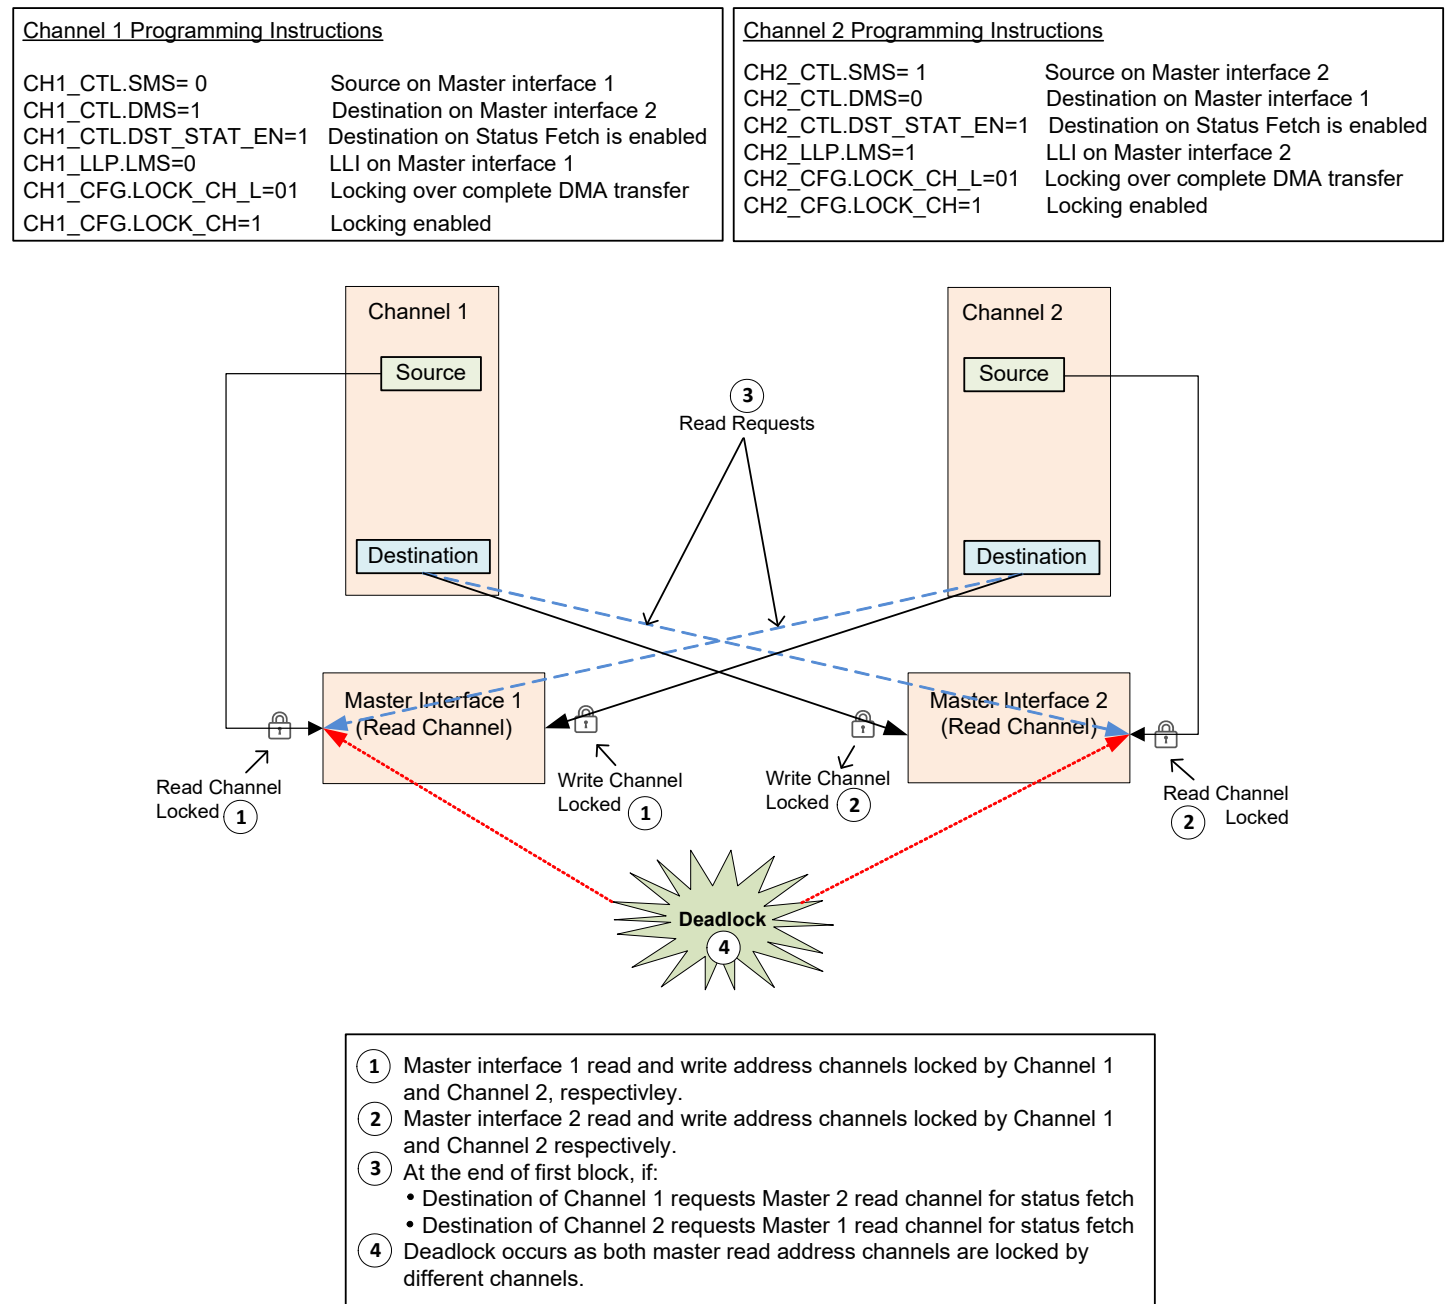 Channel 1 Programming Instructions
CH1_CTL.SMS= 0 Source on Master interface 1
CH1_CTL.DMS=1 Destination on Master interface 2
CH1_CTL.DST_STAT_EN=1 Destination on Status Fetch is enabled
CH1_LLP.LMS=0 LLI on Master interface 1
CH1_CFG.LOCK_CH_L=01 Locking over complete DMA transfer
CH1_CFG.LOCK_CH=1 Locking enabled
Channel 2 Programming Instructions
CH2_CTL.SMS= 1 Source on Master interface 2
CH2_CTL.DMS=0 Destination on Master interface 1
CH2_CTL.DST_STAT_EN=1 Destination on Status Fetch is enabled
CH2_LLP.LMS=1 LLI on Master interface 2
CH2_CFG.LOCK_CH_L=01 Locking over complete DMA transfer
CH2_CFG.LOCK_CH=1 Locking enabled
Channel 1
Source
Destination
Channel 2
Source
Destination
3
Read Requests
Master Interface 1
(Read Channel)
Master Interface 2
(Read Channel)
Read Channel
Locked 1
Write Channel
Locked 1
Write Channel
Locked 2
Read Channel
2 Locked
Deadlock
4
1 Master interface 1 read and write address channels locked by Channel 1
and Channel 2, respectivley.
2 Master interface 2 read and write address channels locked by Channel 1
and Channel 2 respectively.
3 At the end of first block, if:
• Destination of Channel 1 requests Master 2 read channel for status fetch
• Destination of Channel 2 requests Master 1 read channel for status fetch
4 Deadlock occurs as both master read address channels are locked by
different channels.